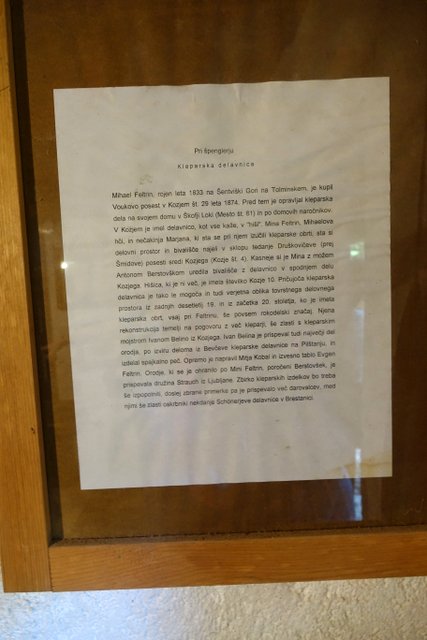 Pri španglerju
Kleparska delavnica
Mihael Feltrin, rojen leta 1833 na Šentviški Gori na Tolminskem, je kupil
Voukovo posest v Kozjem št. 29 leta 1874. Pred tem je opravljal kleparska
dela na svojem domu v Škofji Loki (Mesto št. 61) in po domovih naročnikov.
V Kozjem je imel delavnico, kot vse kaže, v "hiši". Mina Feltrin, Mihaelova
hči, in nečakinja Marjana, ki sta se pri njem izučili kleparske obrti, sta si
delovni prostor in bivališče najeli v sklopu tedanje Druškovičeve (prej
Šmidove) posesti sredi Kozjega (Kozje št. 4). Kasneje si je Mina z možem
Antonom Berstovškom uredila bivališče z delavnico v spodnjem delu
Kozjega. Hišica, ki je ni več, je imela številko Kozje 10. Pričujoča kleparska
delavnica je tako le mogoča in tudi verjetna oblika tovrstnega delovnega
prostora iz zadnjih desetletij 19. in iz začetka 20. stoletja, ko je imela
kleparska obrt, vsaj pri Feltrinu, še povsem rokodelski značaj. Njena
rekonstrukcija temelji na pogovoru z več kleparji, še zlasti s kleparskim
mojstrom Ivanom Belino iz Kozjega. Ivan Belina je prispeval tudi največji del
orodja, po izviru deloma iz Bevčeve kleparske delavnice na Pilštanju, in
izdelal spajkalno peč. Opremo je napravil Mitja Kobal in izvesno tablo Evgen
Feltrin. Orodje, ki se je ohranilo po Mini Feltrin, poročeni Berstovšek, je
prispevala družina Strauch iz Ljubljane. Zbirko kleparskih izdelkov bo treba
še izpopolniti, doslej zbrane primerke pa je prispevalo več darovalcev, med
njimi še zlasti oskrbniki nekdanje Schönerjeve delavnice v Brestanici.